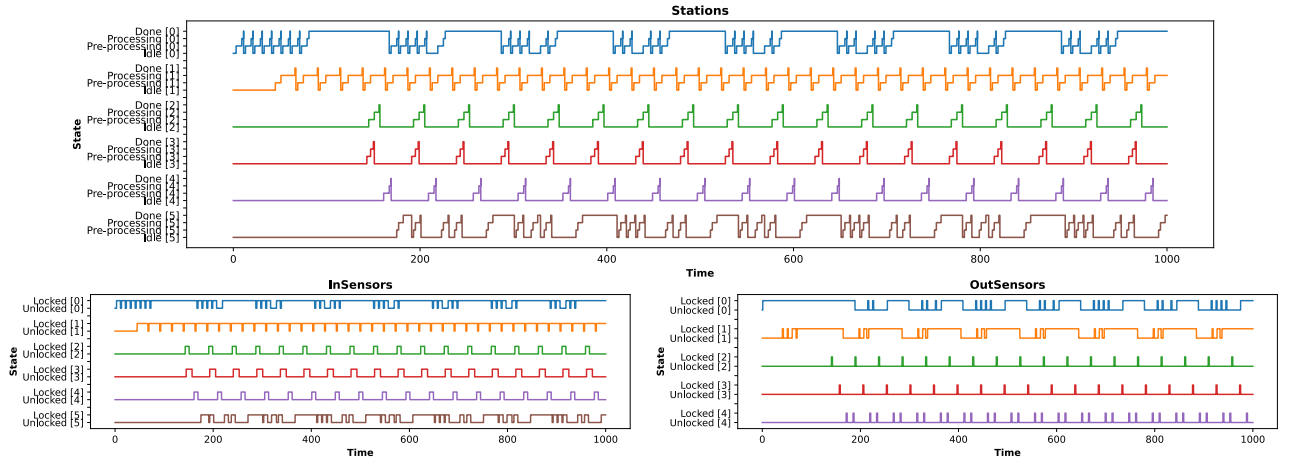 Stations
Done [0]
Processing [0]
Pre-processing [0]
Idle [0]
Done [1]
Processing [1]
Pre-processing [1]
Idle [1]
Done [2]
Processing [2]
Pre-processing [2]
Idle [2]
Done [3]
Processing [3]
Pre-processing [3]
Idle [3]
Done [4]
Processing [4]
Pre-processing [4]
Idle [4]
Done [5]
Processing [5]
Pre-processing [5]
Idle [5]
State
0 200 400 600 800 1000
Time
InSensors
Locked [0]
Unlocked [0]
Locked [1]
Unlocked [1]
Locked [2]
Unlocked [2]
Locked [3]
Unlocked [3]
Locked [4]
Unlocked [4]
Locked [5]
Unlocked [5]
State
0 200 400 600 800 1000
Time
OutSensors
Locked [0]
Unlocked [0]
Locked [1]
Unlocked [1]
Locked [2]
Unlocked [2]
Locked [3]
Unlocked [3]
Locked [4]
Unlocked [4]
State
0 200 400 600 800 1000
Time